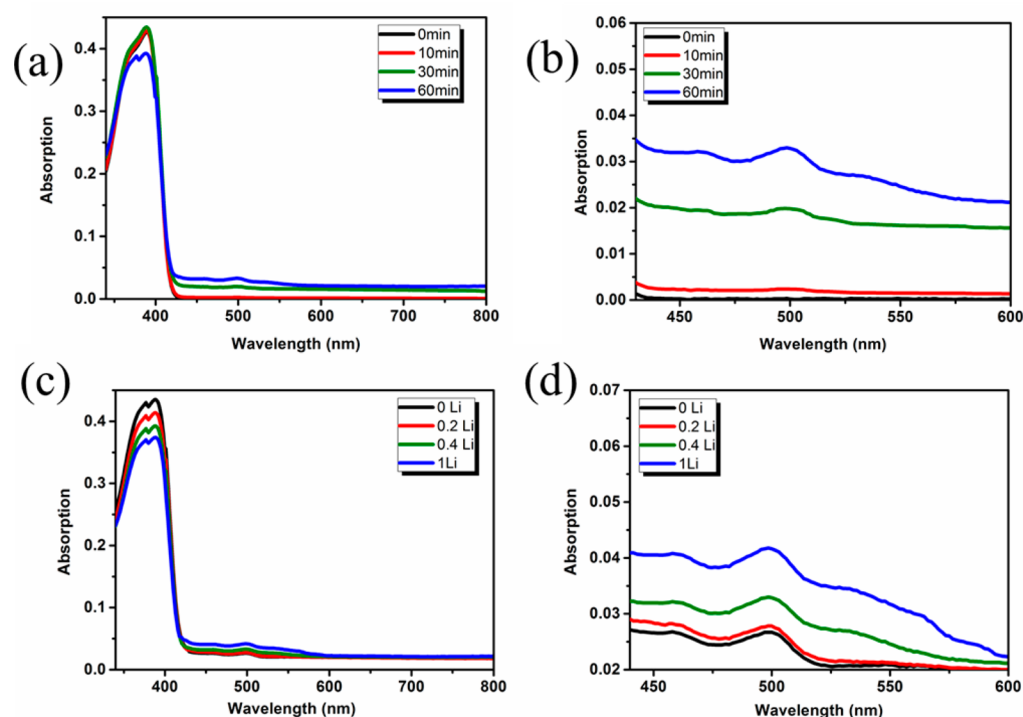 (a)
0min
10min
30min
60min
0.4
0.3
0.2
0.1
0.0
Absorption
400
500
600
700
800
Wavelength (nm)
(b)
0min
10min
30min
60min
0.06
0.05
0.04
0.03
0.02
0.01
0.00
Absorption
450
500
550
600
Wavelength (nm)
(c)
0 Li
0.2 Li
0.4 Li
1Li
0.4
0.3
0.2
0.1
0.0
Absorption
400
500
600
700
800
Wavelength (nm)
(d)
0 Li
0.2 Li
0.4 Li
1Li
0.07
0.06
0.05
0.04
0.03
0.02
Absorption
450
500
550
600
Wavelength (nm)